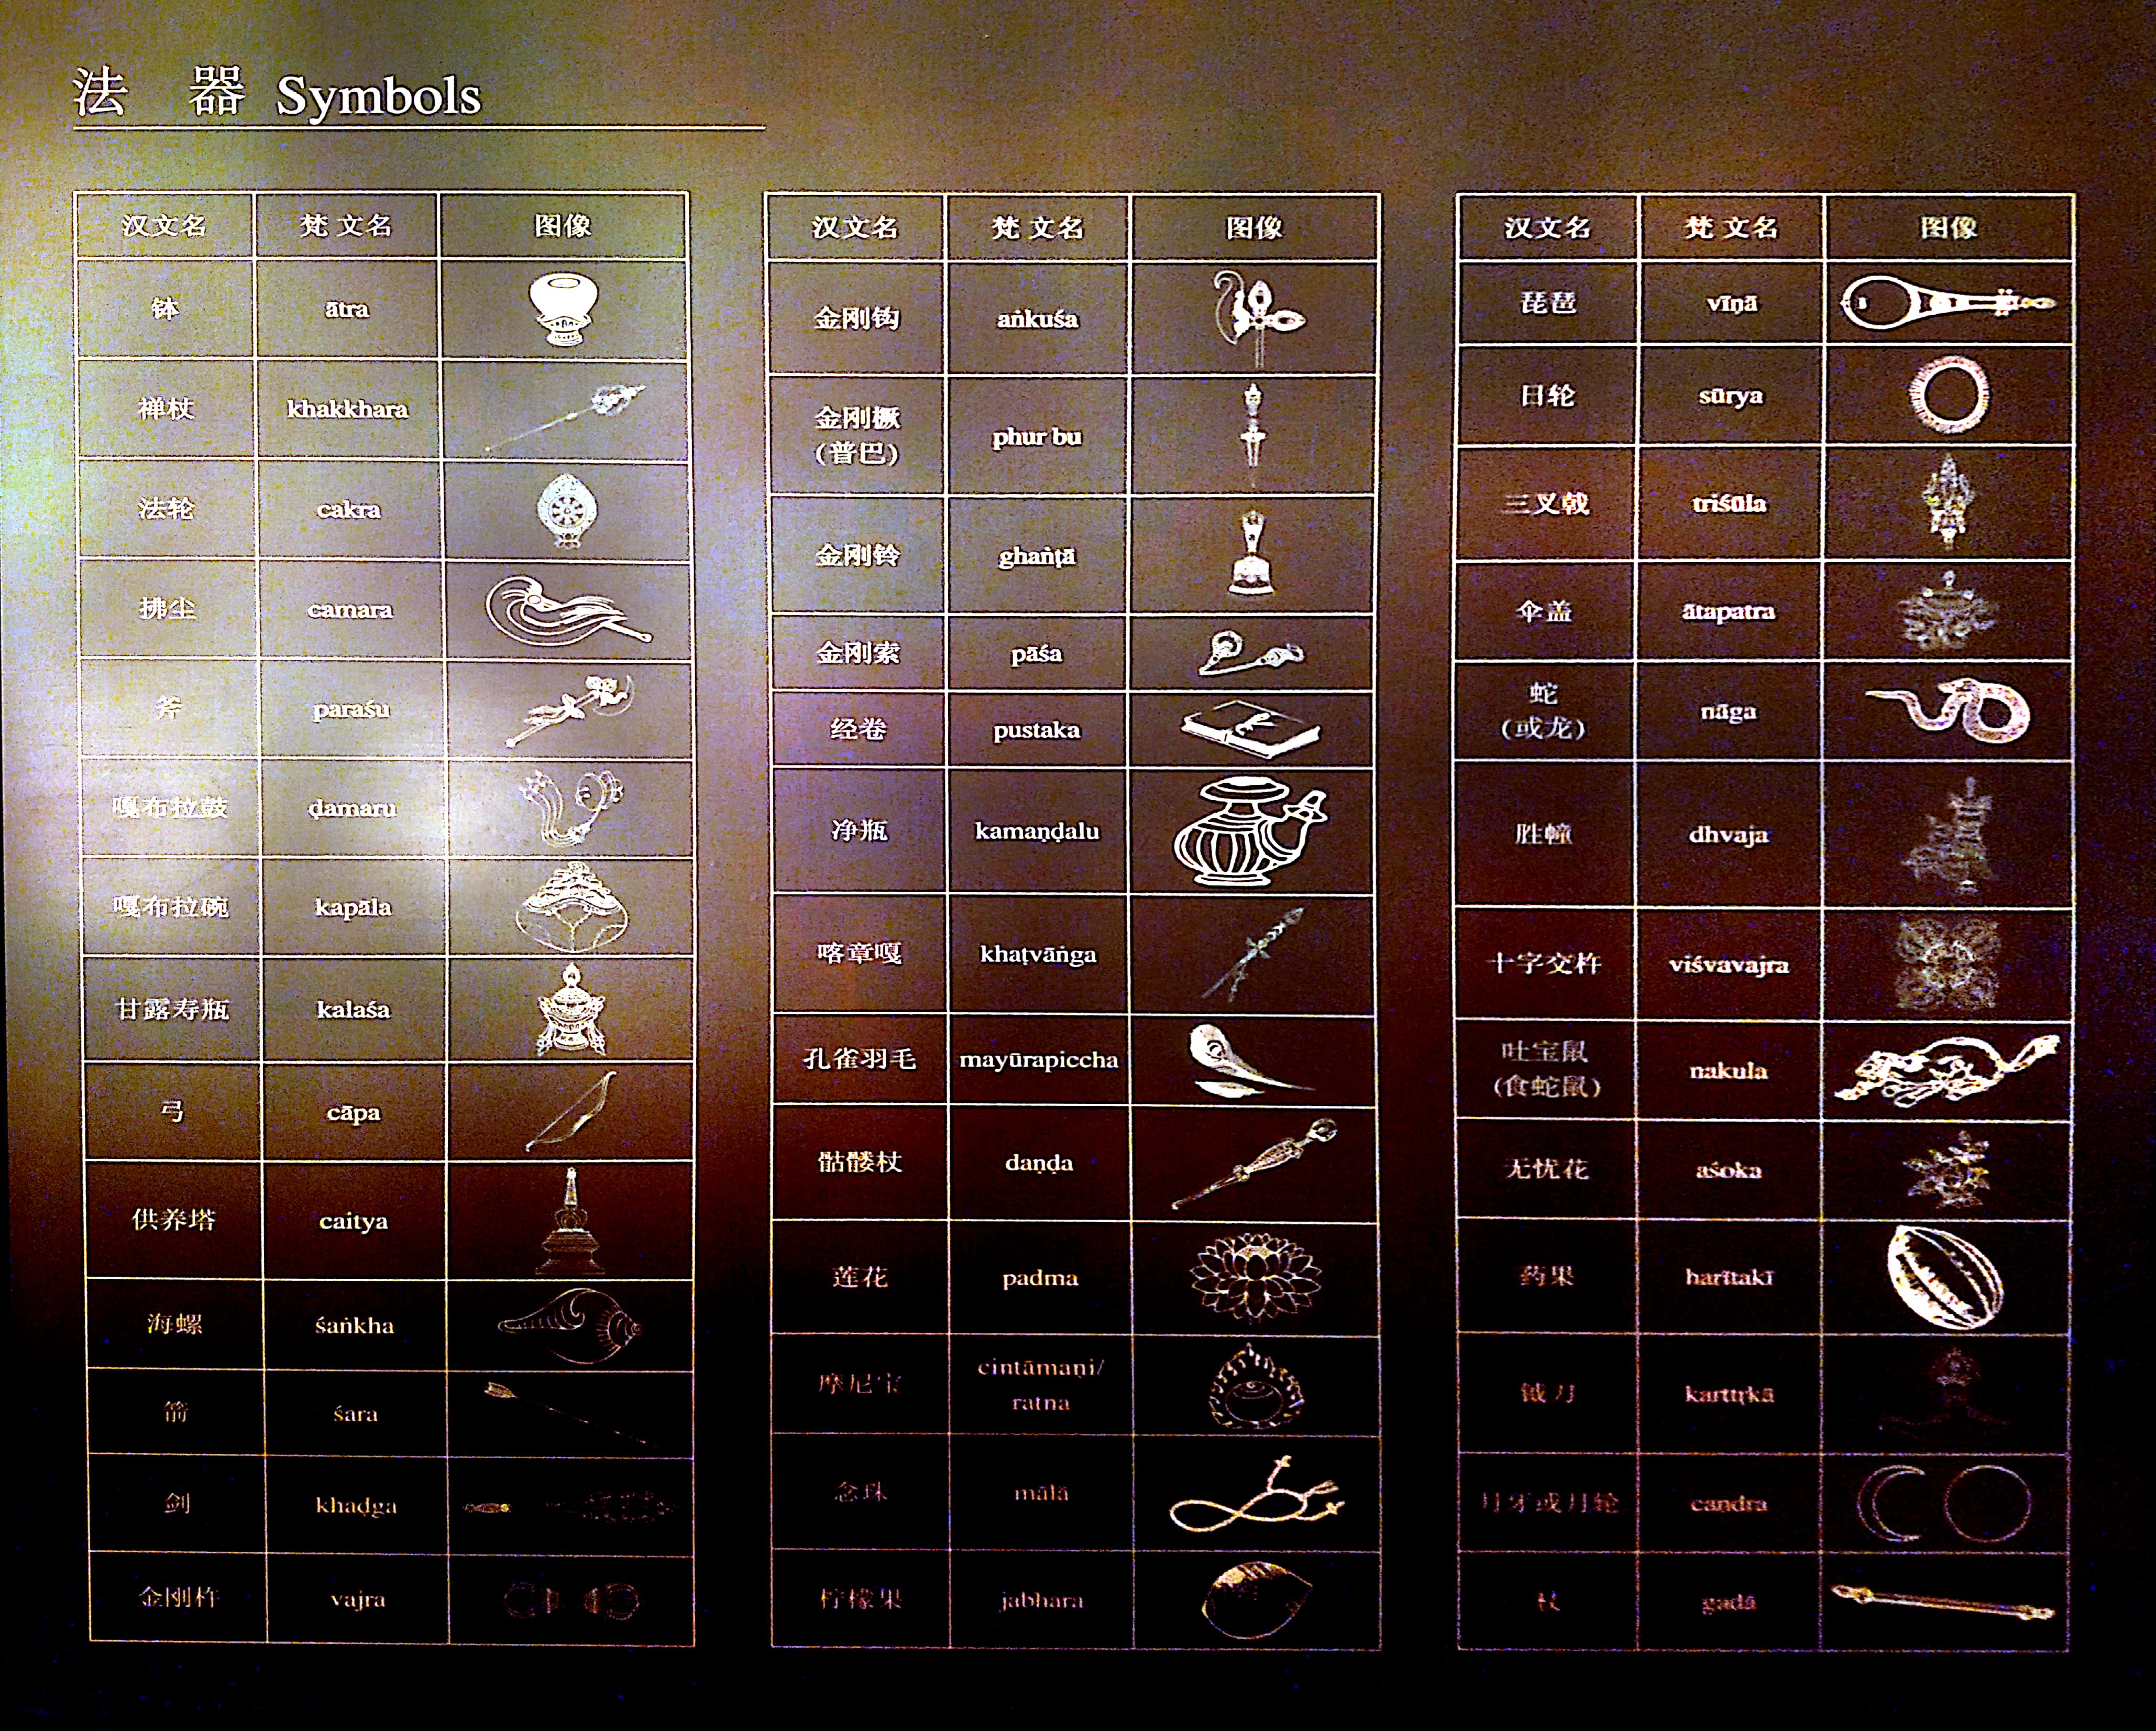 法 器 Symbols
汉文名 梵文名 图像
钵 ātra
禅杖 khakkhara
法轮 cakra
拂尘 camara
斧 paraśu
嘎布拉鼓 ḍamaru
嘎布拉碗 kapāla
甘露寿瓶 kalaśa
弓 cāpa
供养塔 caitya
海螺 śaṅkha
箭 śara
剑 khaḍga
金刚杵 vajra
汉文名 梵文名 图像
金刚钩 aṅkuśa
金刚橛
(普巴) phur bu
金刚铃 ghaṅṭā
金刚索 pāśa
经卷 pustaka
净瓶 kamaṇḍalu
喀章嘎 khaṭvāṅga
孔雀羽毛 mayūrapiccha
骷髅杖 daṇḍa
莲花 padma
摩尼宝 cintāmaṇi/
ratna
念珠 mālā
柠檬果 jabhara
汉文名 梵文名 图像
琵琶 vīṇā
日轮 sūrya
三叉戟 triśūla
伞盖 ātapatra
蛇
(或龙) nāga
胜幢 dhvaja
十字交杵 viśvavajra
吐宝鼠
(食蛇鼠) nakula
无忧花 aśoka
药果 harītakī
钺刀 karttṛkā
月牙或月轮 candra
杖 gadā